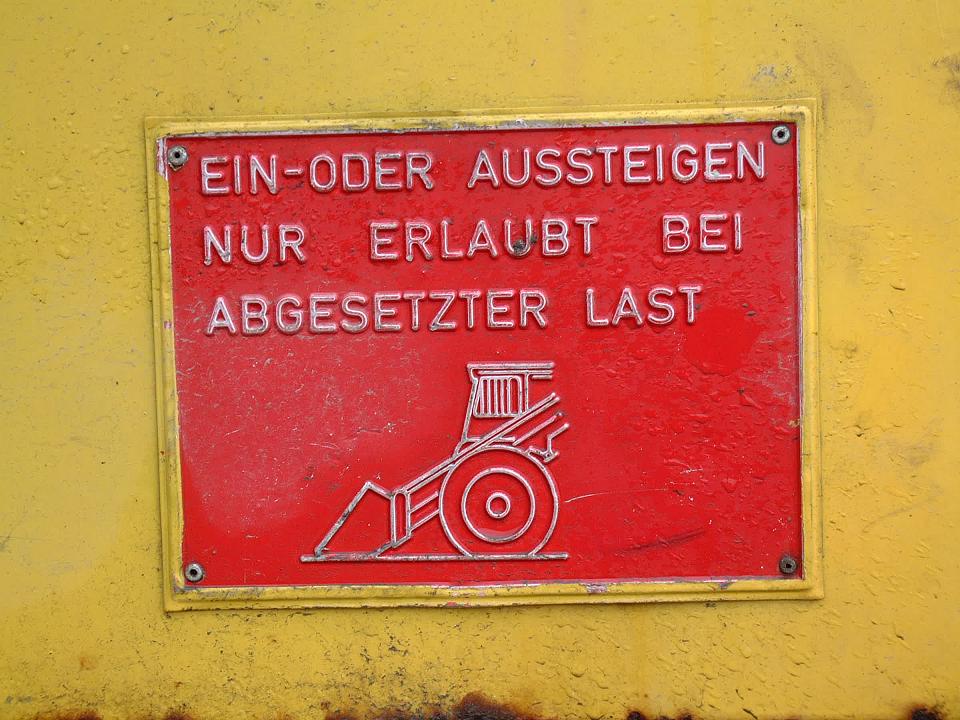 EIN-ODER AUSSTEIGEN
NUR ERLAUBT BEI
ABGESETZTER LAST